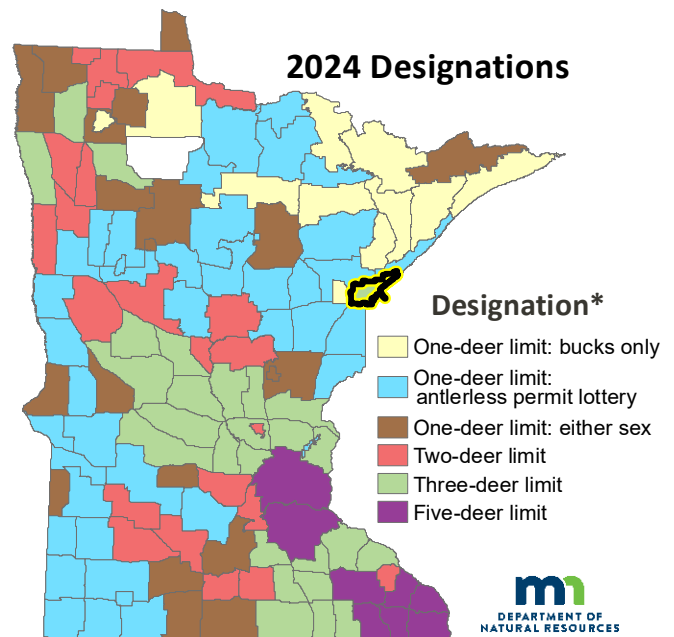 2024 Designations
Designation*
One-deer limit: bucks only
One-deer limit:
antlerless permit lottery
One-deer limit: either sex
Two-deer limit
Three-deer limit
Five-deer limit
DEPARTMENT OF
NATURAL RESOURCES